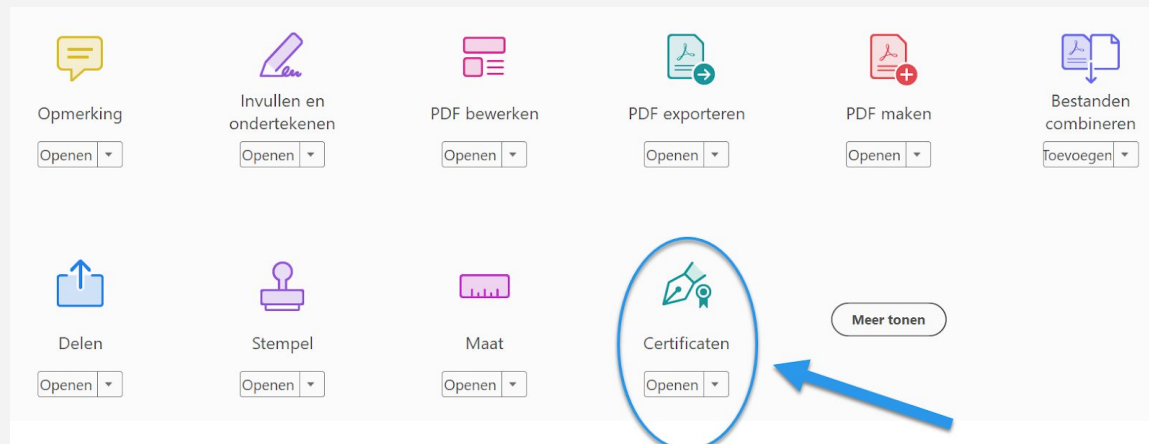 Opmerking
Invullen en
ondertekenen
PDF bewerken
PDF exporteren
PDF maken
Bestanden
combineren
Openen
Openen
Openen
Openen
Openen
Toevoegen
Delen
Stempel
Maat
Certificaten
Meer tonen
Openen
Openen
Openen
Openen